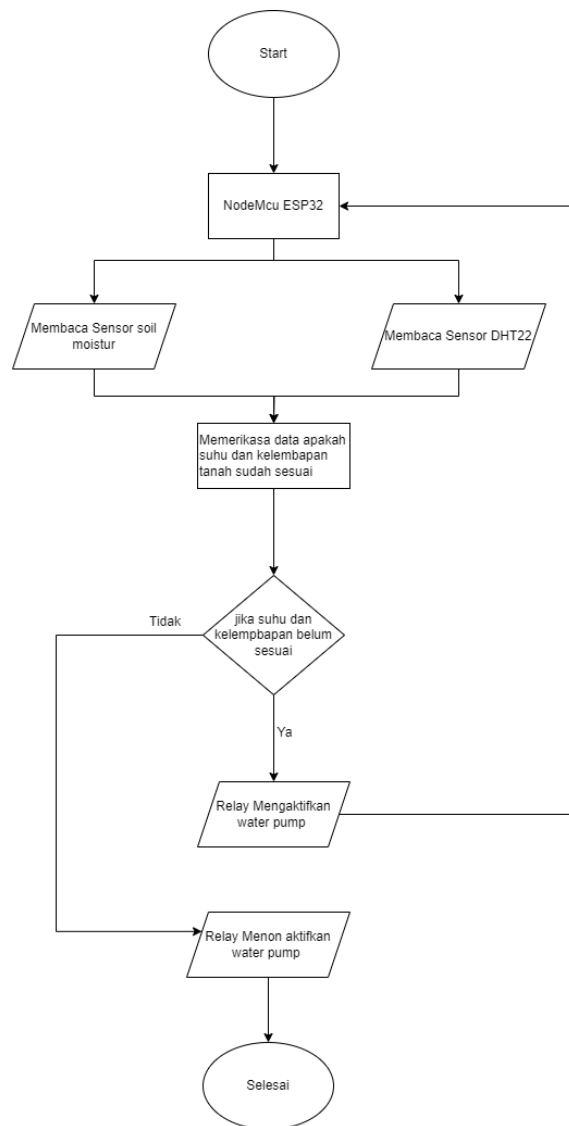 Start
NodeMcu ESP32
Membaca Sensor soil
moistur
Membaca Sensor DHT22
Memerikasa data apakah
suhu dan kelembapan
tanah sudah sesuai
Tidak
jika suhu dan
kelempbapan belum
sesuai
Ya
Relay Mengaktifkan
water pump
Relay Menon aktifkan
water pump
Selesai